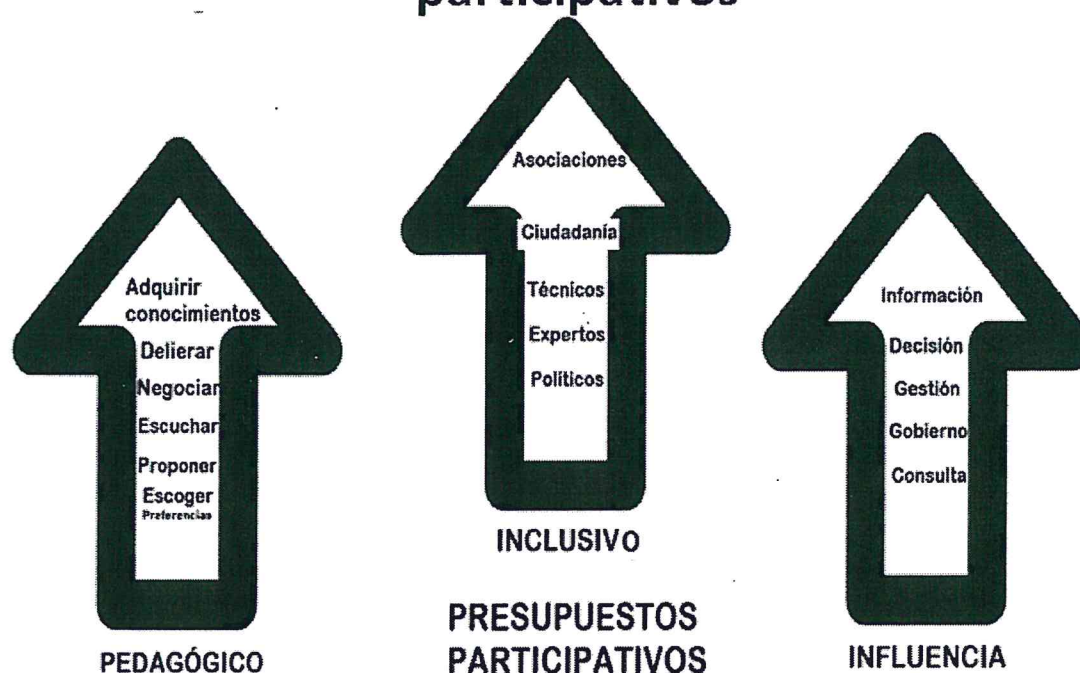 participativos
Adquirir
conocimientos
Delierar
Negociar
Escuchar
Proponer
Escoger
Preferencias
PEDAGÓGICO
Asociaciones
Ciudadanía
Técnicos
Expertos
Políticos
INCLUSIVO
PRESUPUESTOS
PARTICIPATIVOS
Información
Decisión
Gestión
Gobierno
Consulta
INFLUENCIA